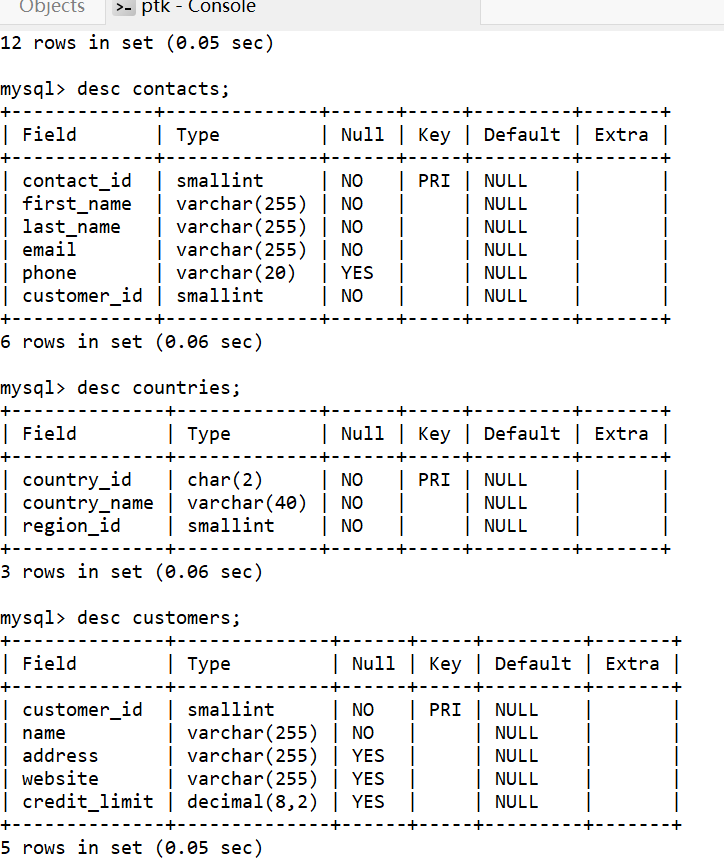 Objects >_ ptk - Console
12 rows in set (0.05 sec)
mysql> desc contacts;
+-------------+--------------+------+-----+---------+-------+
| Field       | Type         | Null | Key | Default | Extra |
+-------------+--------------+------+-----+---------+-------+
| contact_id  | smallint     | NO   | PRI | NULL    |       |
| first_name  | varchar(255) | NO   |     | NULL    |       |
| last_name   | varchar(255) | NO   |     | NULL    |       |
| email       | varchar(255) | NO   |     | NULL    |       |
| phone       | varchar(20)  | YES  |     | NULL    |       |
| customer_id | smallint     | NO   |     | NULL    |       |
+-------------+--------------+------+-----+---------+-------+
6 rows in set (0.06 sec)
mysql> desc countries;
+--------------+-------------+------+-----+---------+-------+
| Field        | Type        | Null | Key | Default | Extra |
+--------------+-------------+------+-----+---------+-------+
| country_id   | char(2)     | NO   | PRI | NULL    |       |
| country_name | varchar(40) | NO   |     | NULL    |       |
| region_id    | smallint    | NO   |     | NULL    |       |
+--------------+-------------+------+-----+---------+-------+
3 rows in set (0.06 sec)
mysql> desc customers;
+--------------+--------------+------+-----+---------+-------+
| Field        | Type         | Null | Key | Default | Extra |
+--------------+--------------+------+-----+---------+-------+
| customer_id  | smallint     | NO   | PRI | NULL    |       |
| name         | varchar(255) | NO   |     | NULL    |       |
| address      | varchar(255) | YES  |     | NULL    |       |
| website      | varchar(255) | YES  |     | NULL    |       |
| credit_limit | decimal(8,2) | YES  |     | NULL    |       |
+--------------+--------------+------+-----+---------+-------+
5 rows in set (0.05 sec)